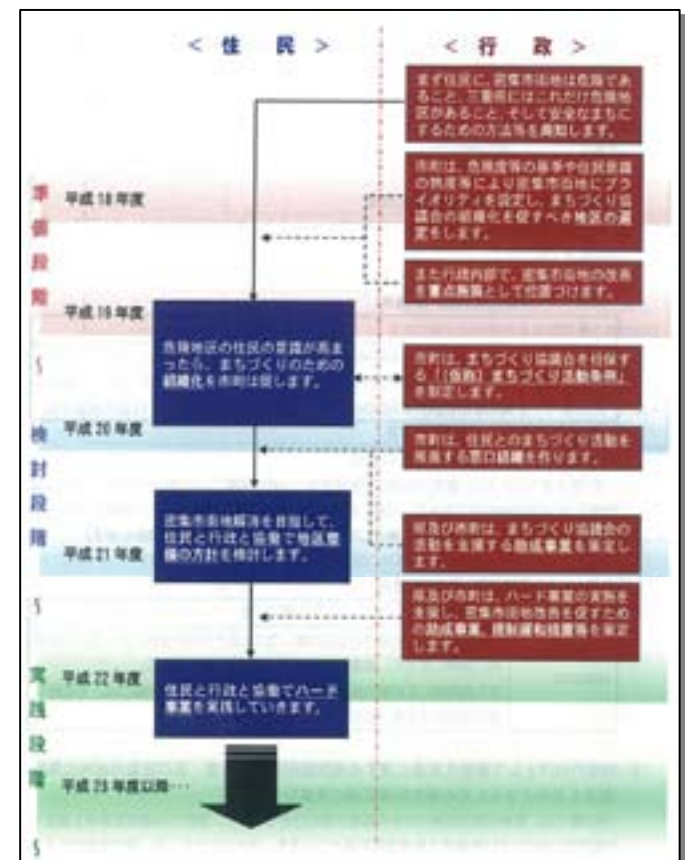 ＜ 住　民 ＞
＜ 行　政 ＞
まず住民に、密集市街地は危険であ
ること、三重県にはこれだけ危険地
区があること、そして安全なまちに
するための方法等を周知します。
準備段階
平成18年度
市町は、危険度等の基準や住民意識
の熟度等により密集市街地にプラ
イオリティを設定し、まちづくり協
議会の組織化を促すべき地区の選
定をします。
また行政内部で、密集市街地の改善
を重点施策として位置づけます。
平成19年度
危険地区の住民の意識が高ま
ったら、まちづくりのための
組織化を市町は促します。
市町は、まちづくり協議会を担保す
る「（仮称）まちづくり活動条例」
を制定します。
～
検討段階
平成20年度
市町は、住民とのまちづくり活動を
推進する窓口組織を作ります。
密集市街地解消を目指して、
住民と行政と協働で地区整
備の方針を検討します。
県及び市町は、まちづくり協議会の
活動を支援する助成事業を策定し
ます。
平成21年度
～
県及び市町は、ハード事業の実施を
支援し、密集市街地改善を促すため
の助成事業、規制緩和措置等を策定
します。
実践段階
平成22年度
住民と行政と協働でハード
事業を実践していきます。
平成23年度以降…
～